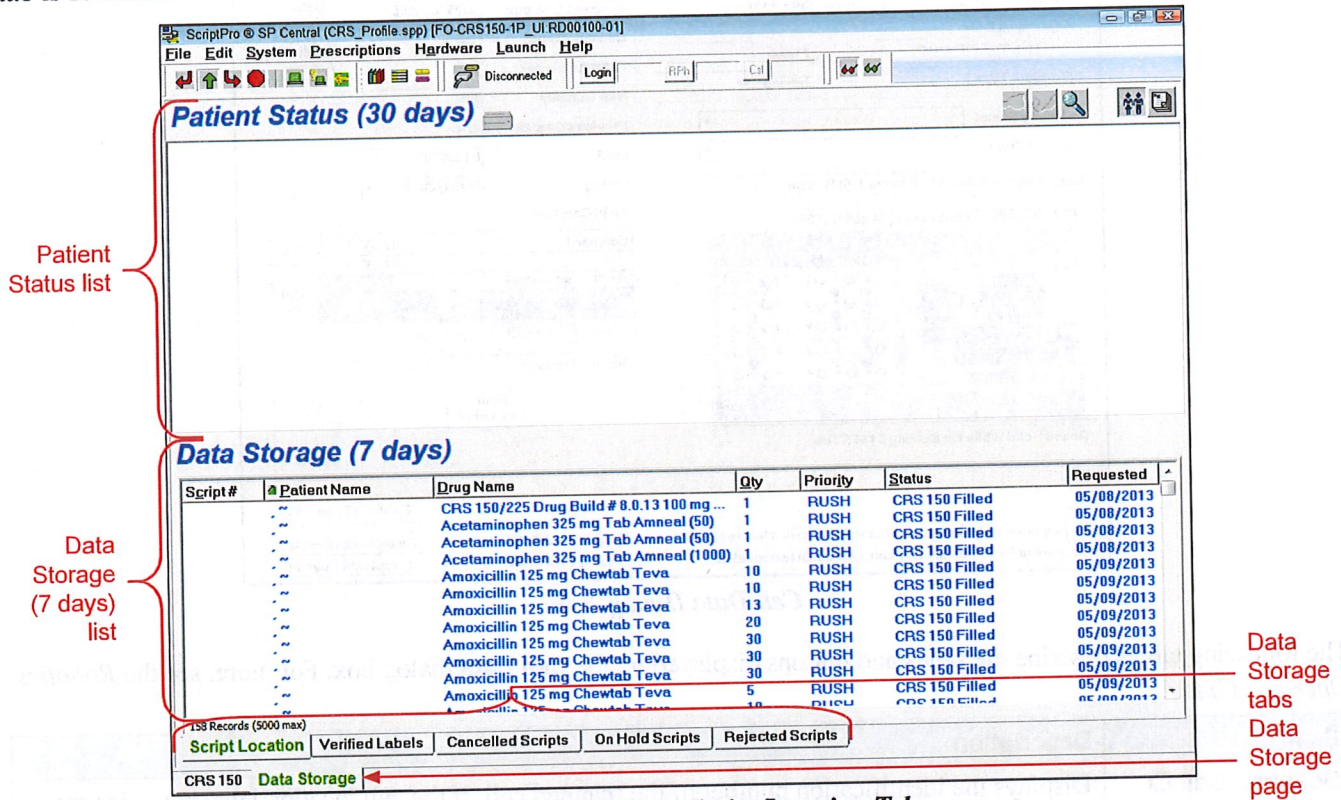 ScriptPro ® SP Central (CRS_Profile.spp) [FO-CRS150-1P_UI:RD00100-01]
File Edit System Prescriptions Hardware Launch Help
Disconnected Login RPh Csl
Patient Status (30 days)
Patient
Status list
Data Storage (7 days)
Script # Patient Name Drug Name Qty Priority Status Requested
~ CRS 150/225 Drug Build # 8.0.13 100 mg ... 1 RUSH CRS 150 Filled 05/08/2013
~ Acetaminophen 325 mg Tab Amneal (50) 1 RUSH CRS 150 Filled 05/08/2013
~ Acetaminophen 325 mg Tab Amneal (50) 1 RUSH CRS 150 Filled 05/08/2013
~ Acetaminophen 325 mg Tab Amneal (1000) 1 RUSH CRS 150 Filled 05/08/2013
~ Amoxicillin 125 mg Chewtab Teva 10 RUSH CRS 150 Filled 05/09/2013
~ Amoxicillin 125 mg Chewtab Teva 10 RUSH CRS 150 Filled 05/09/2013
~ Amoxicillin 125 mg Chewtab Teva 13 RUSH CRS 150 Filled 05/09/2013
~ Amoxicillin 125 mg Chewtab Teva 20 RUSH CRS 150 Filled 05/09/2013
~ Amoxicillin 125 mg Chewtab Teva 30 RUSH CRS 150 Filled 05/09/2013
~ Amoxicillin 125 mg Chewtab Teva 30 RUSH CRS 150 Filled 05/09/2013
~ Amoxicillin 125 mg Chewtab Teva 30 RUSH CRS 150 Filled 05/09/2013
~ Amoxicillin 125 mg Chewtab Teva 5 RUSH CRS 150 Filled 05/09/2013
Data
Storage
(7 days)
list
158 Records (5000 max)
Script Location Verified Labels Cancelled Scripts On Hold Scripts Rejected Scripts
CRS 150 Data Storage
Data
Storage
tabs
Data
Storage
page